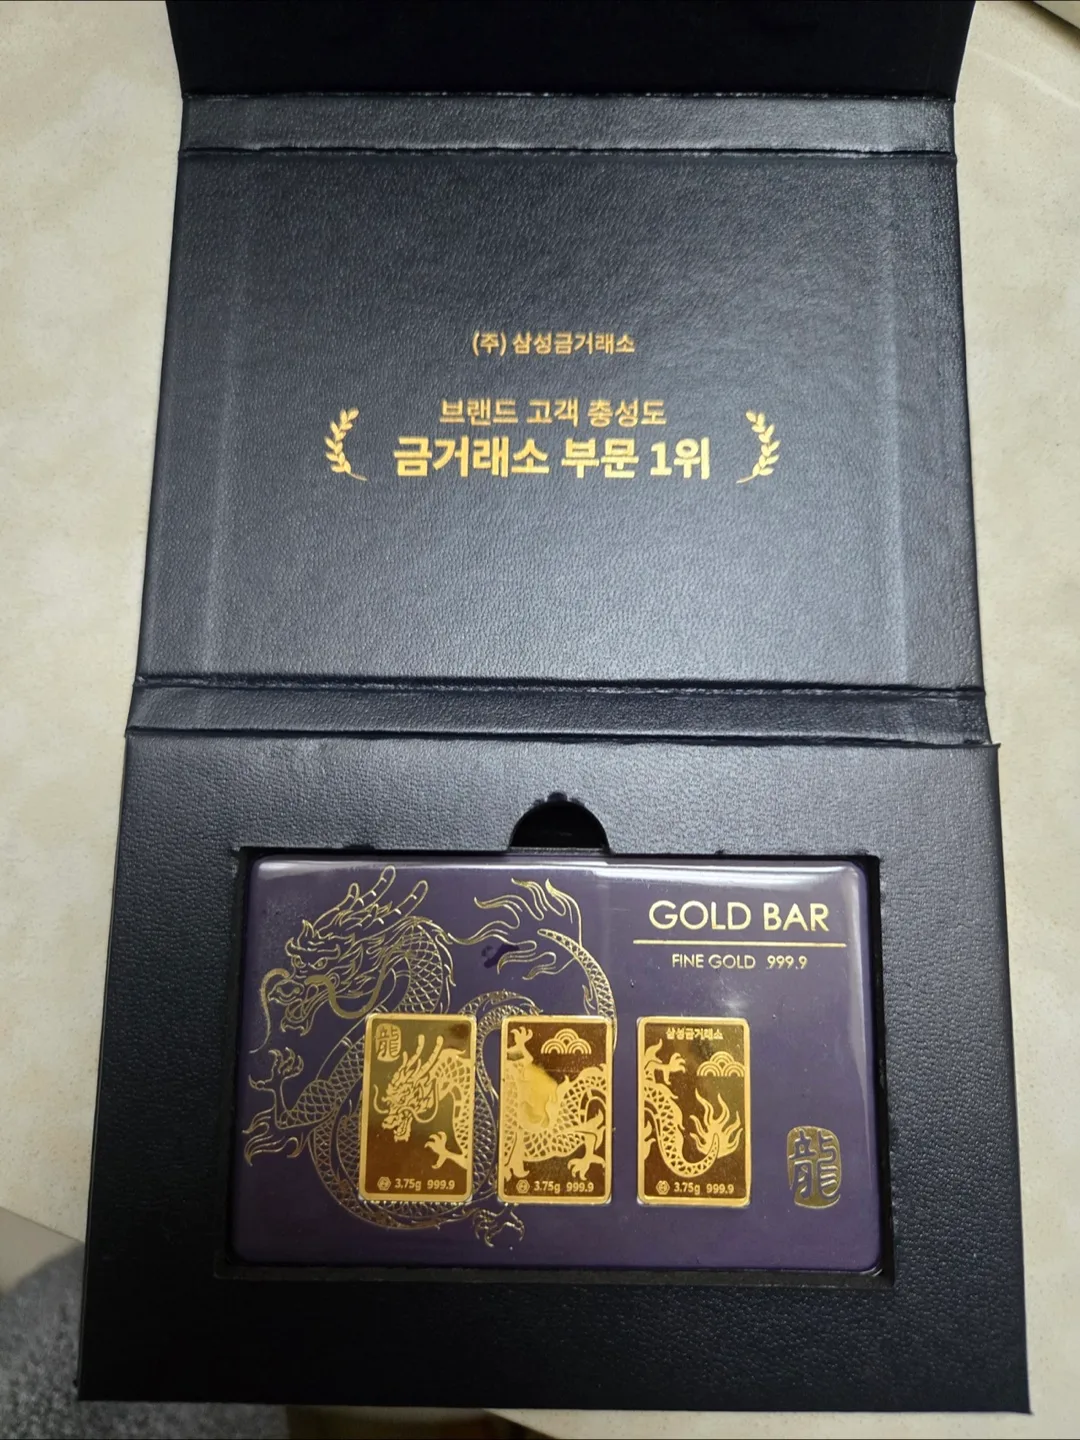 (주) 삼성금거래소
브랜드 고객 충성도
금거래소 부문 1위
GOLD BAR
FINE GOLD 999.9
龍
삼성금거래소
3.75g 999.9
3.75g 999.9
3.75g 999.9
龍